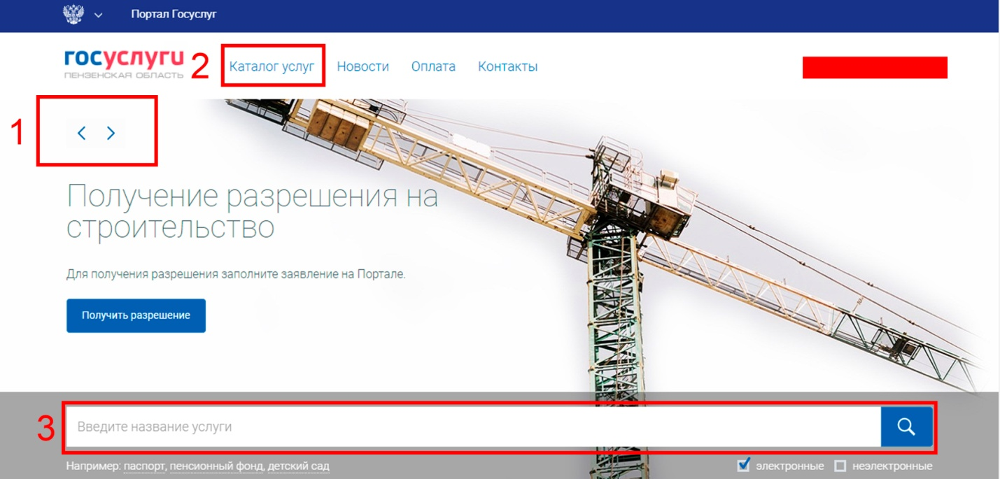 Портал Госуслуг
госуслуги
ПЕНЗЕНСКАЯ ОБЛАСТЬ
2
Каталог услуг
Новости
Оплата
Контакты
1
Получение разрешения на
строительство
Для получения разрешения заполните заявление на Портале.
Получить разрешение
3
Введите название услуги
Например: паспорт, пенсионный фонд, детский сад
электронные
неэлектронные